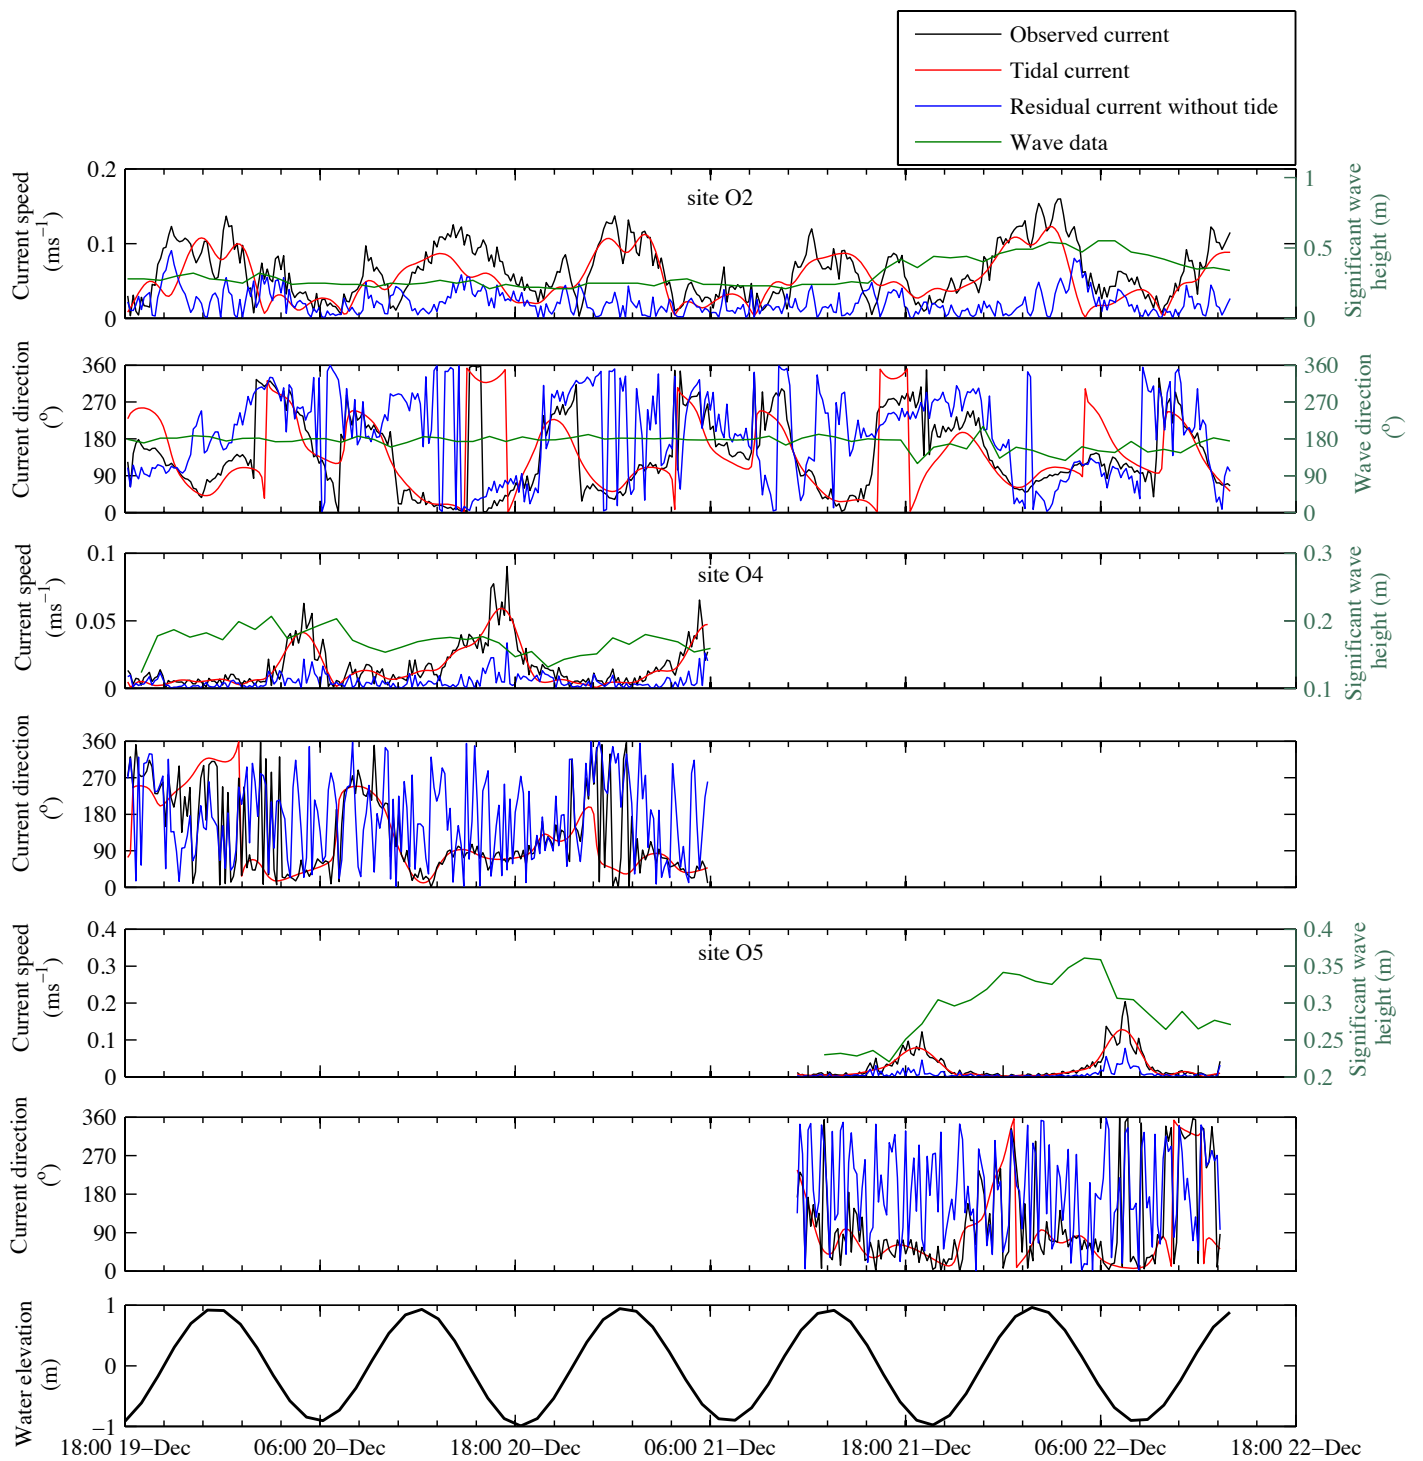 Observed current
Tidal current
Residual current without tide
Wave data
site O2
Current speed
(ms−1)
0.2
0.1
0
1
0.5
0
Significant wave
height (m)
Current direction
(o)
360
270
180
90
0
360
270
180
90
0
Wave direction
(o)
site O4
Current speed
(ms−1)
0.1
0.05
0
0.3
0.2
0.1
Significant wave
height (m)
Current direction
(o)
360
270
180
90
0
site O5
Current speed
(ms−1)
0.4
0.3
0.2
0.1
0
0.4
0.35
0.3
0.25
0.2
Significant wave
height (m)
Current direction
(o)
360
270
180
90
0
Water elevation
(m)
1
0
−1
18:00 19−Dec 06:00 20−Dec 18:00 20−Dec 06:00 21−Dec 18:00 21−Dec 06:00 22−Dec 18:00 22−Dec